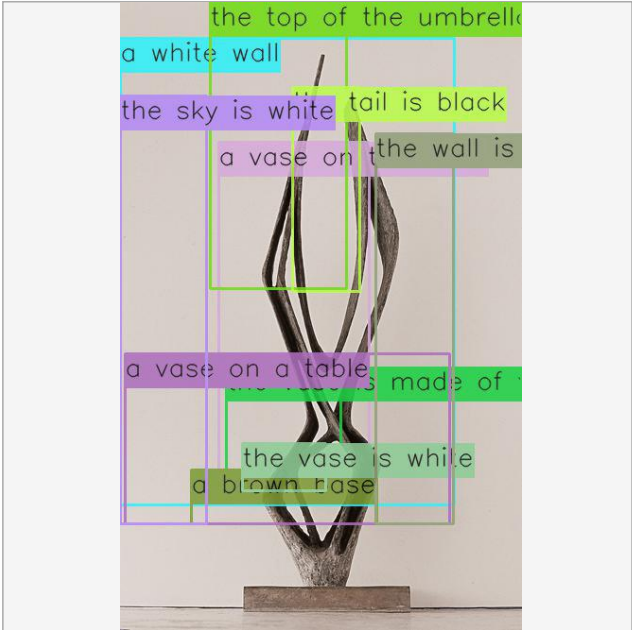 the top of the umbrell
a white wall
tail is black
the sky is white
a vase on t
the wall is
a vase on a table
is made of
the vase is white
a brown base